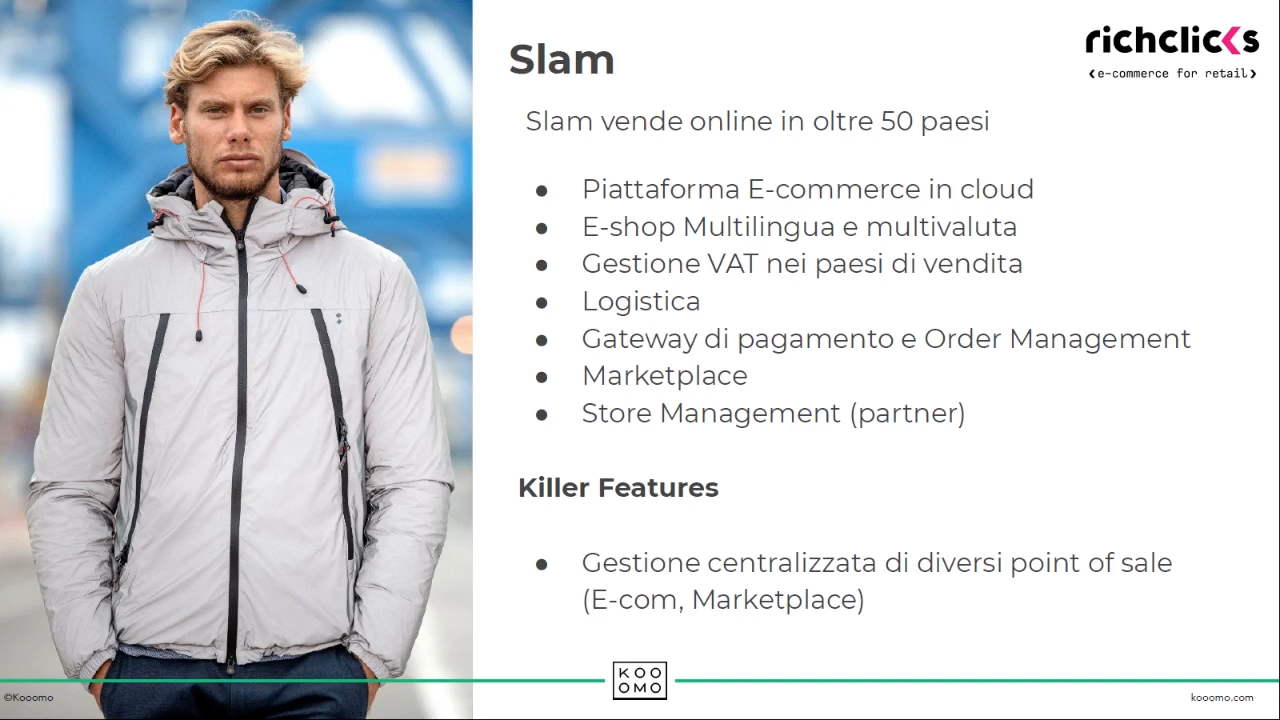 Slam
richclicks
‹e-commerce for retail›
Slam vende online in oltre 50 paesi
● Piattaforma E-commerce in cloud
● E-shop Multilingua e multivaluta
● Gestione VAT nei paesi di vendita
● Logistica
● Gateway di pagamento e Order Management
● Marketplace
● Store Management (partner)
Killer Features
● Gestione centralizzata di diversi point of sale
(E-com, Marketplace)
©Kooomo
KOO
OMO
kooomo.com